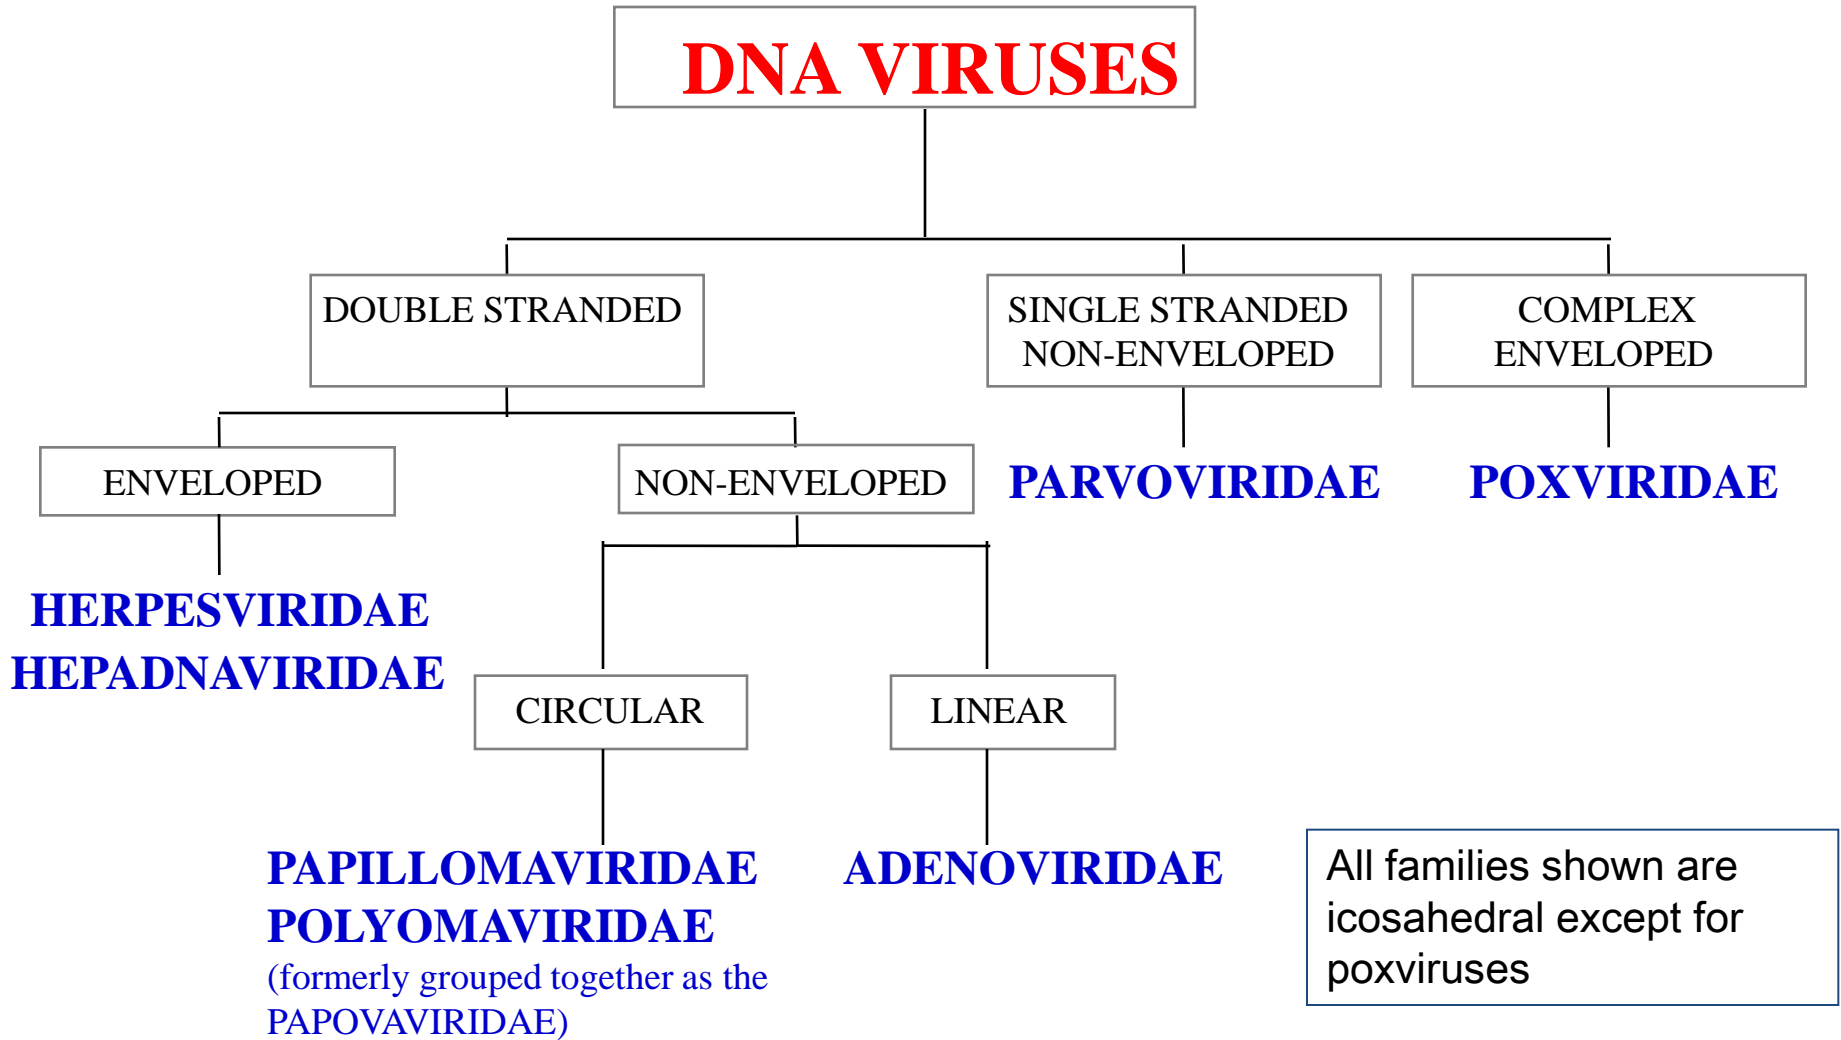 DNA VIRUSES
DOUBLE STRANDED
SINGLE STRANDED
NON-ENVELOPED
COMPLEX
ENVELOPED
ENVELOPED
NON-ENVELOPED
PARVOVIRIDAE
POXVIRIDAE
HERPESVIRIDAE
HEPADNAVIRIDAE
CIRCULAR
LINEAR
PAPILLOMAVIRIDAE
POLYOMAVIRIDAE
(formerly grouped together as the
PAPOVAVIRIDAE)
ADENOVIRIDAE
All families shown are
icosahedral except for
poxviruses